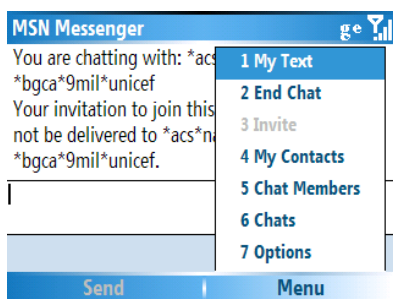 MSN Messenger
ge
You are chatting with: *acs
*bgca*9mil*unicef
Your invitation to join this
not be delivered to *acs*na
*bgca*9mil*unicef.
1 My Text
2 End Chat
3 Invite
4 My Contacts
5 Chat Members
6 Chats
7 Options
Send
Menu